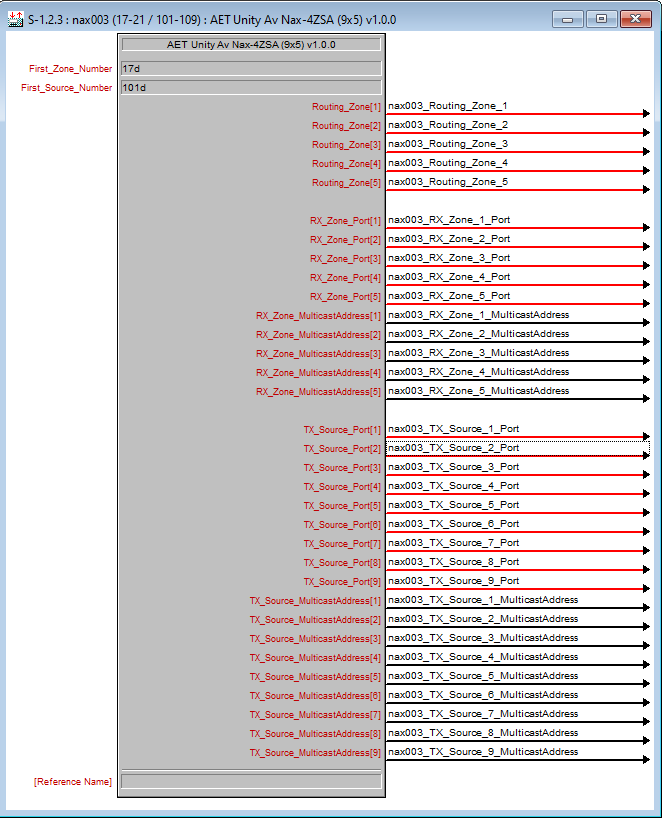 S-1.2.3 : nax003 (17-21 / 101-109) : AET Unity Av Nax-4ZSA (9x5) v1.0.0
AET Unity Av Nax-4ZSA (9x5) v1.0.0
First_Zone_Number 17d
First_Source_Number 101d
Routing_Zone[1] nax003_Routing_Zone_1
Routing_Zone[2] nax003_Routing_Zone_2
Routing_Zone[3] nax003_Routing_Zone_3
Routing_Zone[4] nax003_Routing_Zone_4
Routing_Zone[5] nax003_Routing_Zone_5
RX_Zone_Port[1] nax003_RX_Zone_1_Port
RX_Zone_Port[2] nax003_RX_Zone_2_Port
RX_Zone_Port[3] nax003_RX_Zone_3_Port
RX_Zone_Port[4] nax003_RX_Zone_4_Port
RX_Zone_Port[5] nax003_RX_Zone_5_Port
RX_Zone_MulticastAddress[1] nax003_RX_Zone_1_MulticastAddress
RX_Zone_MulticastAddress[2] nax003_RX_Zone_2_MulticastAddress
RX_Zone_MulticastAddress[3] nax003_RX_Zone_3_MulticastAddress
RX_Zone_MulticastAddress[4] nax003_RX_Zone_4_MulticastAddress
RX_Zone_MulticastAddress[5] nax003_RX_Zone_5_MulticastAddress
TX_Source_Port[1] nax003_TX_Source_1_Port
TX_Source_Port[2] nax003_TX_Source_2_Port
TX_Source_Port[3] nax003_TX_Source_3_Port
TX_Source_Port[4] nax003_TX_Source_4_Port
TX_Source_Port[5] nax003_TX_Source_5_Port
TX_Source_Port[6] nax003_TX_Source_6_Port
TX_Source_Port[7] nax003_TX_Source_7_Port
TX_Source_Port[8] nax003_TX_Source_8_Port
TX_Source_Port[9] nax003_TX_Source_9_Port
TX_Source_MulticastAddress[1] nax003_TX_Source_1_MulticastAddress
TX_Source_MulticastAddress[2] nax003_TX_Source_2_MulticastAddress
TX_Source_MulticastAddress[3] nax003_TX_Source_3_MulticastAddress
TX_Source_MulticastAddress[4] nax003_TX_Source_4_MulticastAddress
TX_Source_MulticastAddress[5] nax003_TX_Source_5_MulticastAddress
TX_Source_MulticastAddress[6] nax003_TX_Source_6_MulticastAddress
TX_Source_MulticastAddress[7] nax003_TX_Source_7_MulticastAddress
TX_Source_MulticastAddress[8] nax003_TX_Source_8_MulticastAddress
TX_Source_MulticastAddress[9] nax003_TX_Source_9_MulticastAddress
[Reference Name]